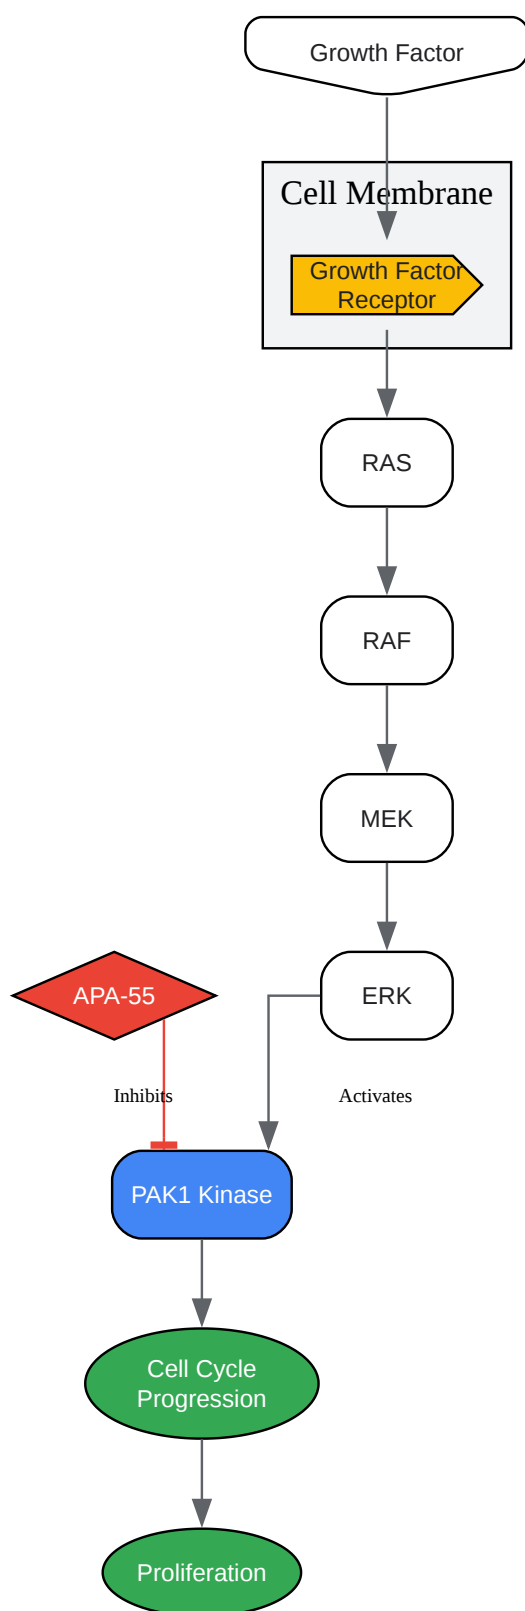 Growth Factor
Cell Membrane
Growth Factor
Receptor
RAS
RAF
MEK
APA-55
ERK
Inhibits
Activates
PAK1 Kinase
Cell Cycle
Progression
Proliferation